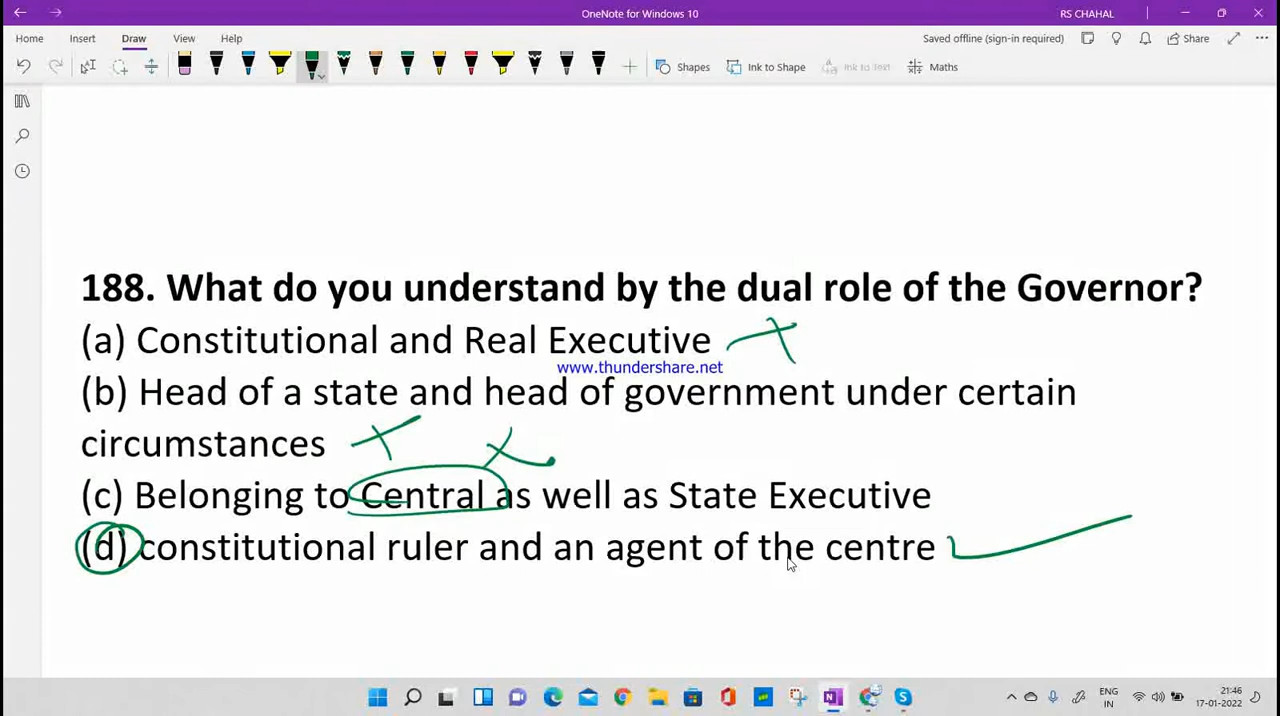 OneNote for Windows 10
RS CHAHAL
Home Insert Draw View Help
Saved offline (sign-in required)
Share
Shapes
Ink to Shape
Ink to Text
Maths
188. What do you understand by the dual role of the Governor?
(a) Constitutional and Real Executive
www.thundershare.net
(b) Head of a state and head of government under certain
circumstances
(c) Belonging to Central as well as State Executive
(d) constitutional ruler and an agent of the centre
ENG
IN
21:46
17-01-2022